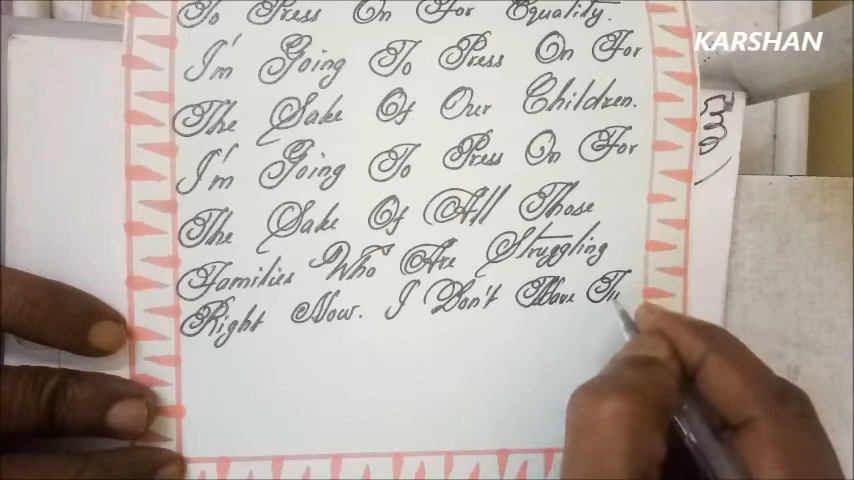 To Press On For Equality.
KARSHAN
I'm Going To Press On For
The Sake Of Our Children.
I'm Going To Press On For
The Sake Of All Those
Families Who Are Struggling
Right Now. I Don't Have